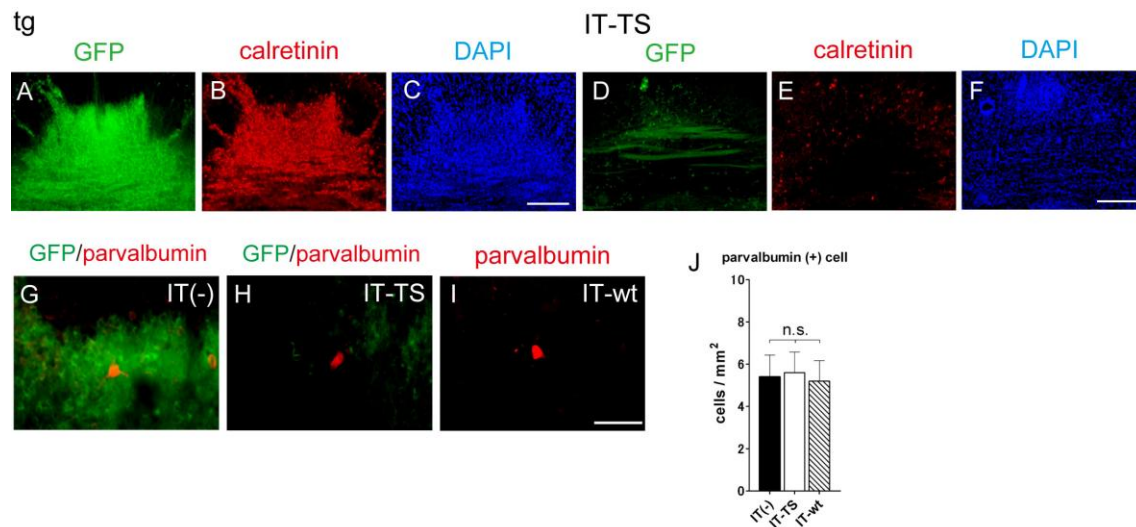 tg
IT-TS
GFP
calretinin
DAPI
GFP
calretinin
DAPI
A
B
C
D
E
F
GFP/parvalbumin
GFP/parvalbumin
parvalbumin
G
IT(-)
H
IT-TS
I
IT-wt
J
parvalbumin (+) cell
10
8
6
4
2
0
cells / mm²
n.s.
IT(-)
IT-TS
IT-wt